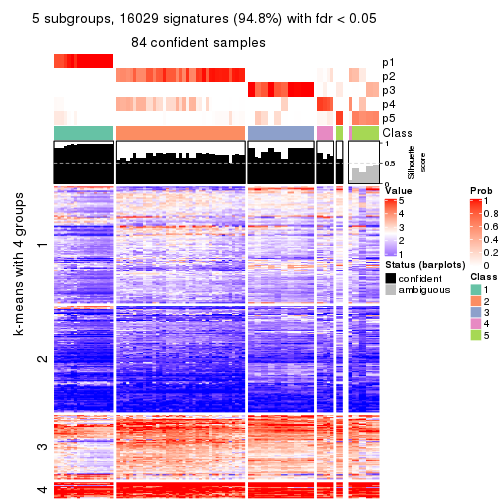 5 subgroups, 16029 signatures (94.8%) with fdr < 0.05
84 confident samples
p1
p2
p3
p4
p5
Class
1
0.5
0
Silhouette
score
k-means with 4 groups
1
2
3
4
Value
5
4
3
2
1
Status (barplots)
confident
ambiguous
Prob
1
0.8
0.6
0.4
0.2
0
Class
1
2
3
4
5